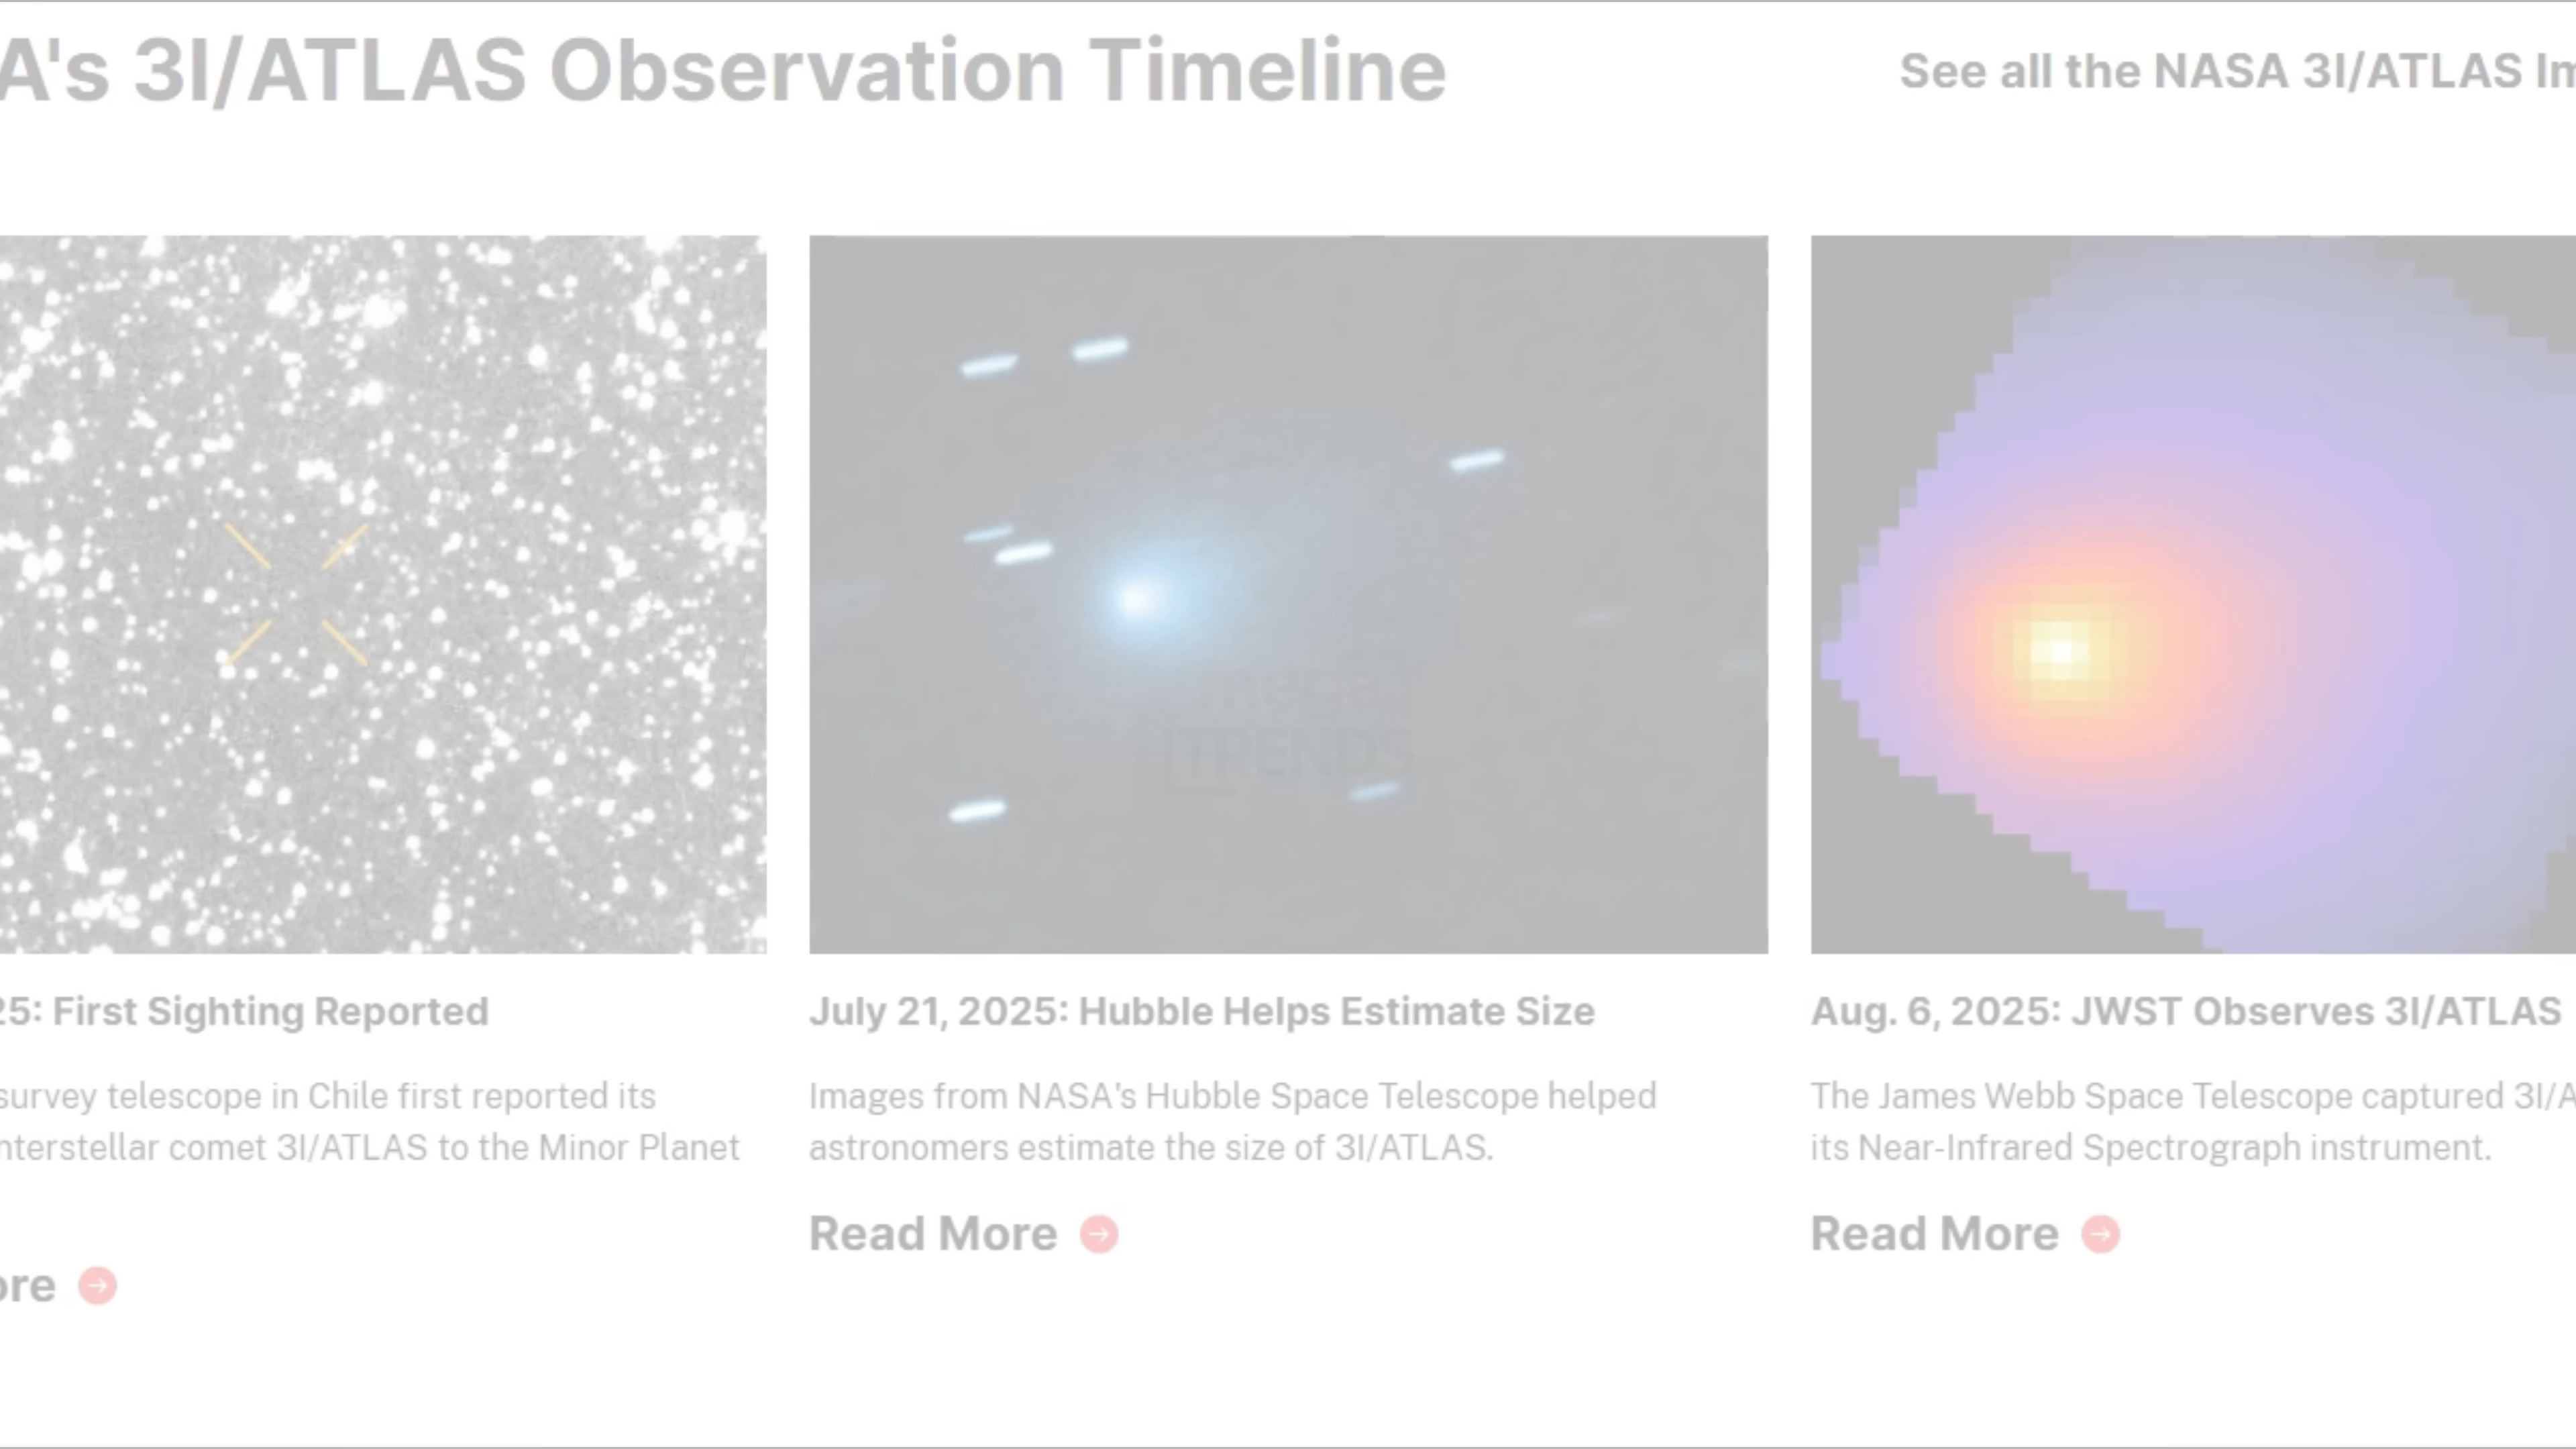 A's 3I/ATLAS Observation Timeline
See all the NASA 3I/ATLAS Im
mega
TRENDS
25: First Sighting Reported
survey telescope in Chile first reported its
nterstellar comet 3I/ATLAS to the Minor Planet
ore
July 21, 2025: Hubble Helps Estimate Size
Images from NASA's Hubble Space Telescope helped
astronomers estimate the size of 3I/ATLAS.
Read More
Aug. 6, 2025: JWST Observes 3I/ATLAS
The James Webb Space Telescope captured 3I/A
its Near-Infrared Spectrograph instrument.
Read More